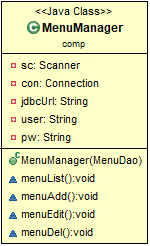 <<Java Class>>
MenuManager
comp
sc: Scanner
con: Connection
jdbcUrl: String
user: String
pw: String
MenuManager(MenuDao)
menuList():void
menuAdd():void
menuEdit():void
menuDel():void